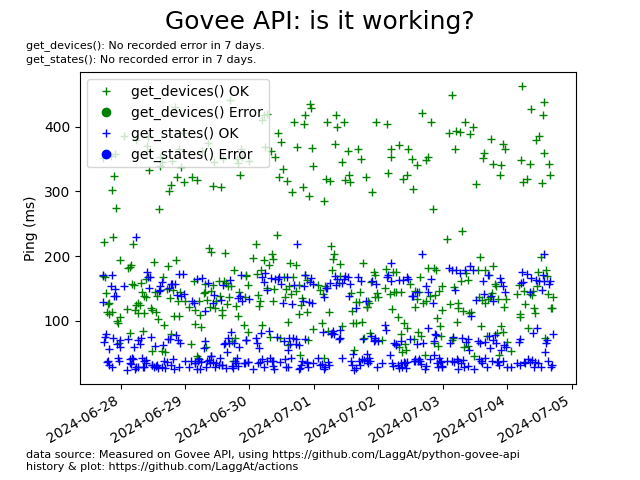 Govee API: is it working?
get_devices(): No recorded error in 7 days.
get_states(): No recorded error in 7 days.
get_devices() OK
get_devices() Error
get_states() OK
get_states() Error
Ping (ms)
400
300
200
100
2024-06-28
2024-06-29
2024-06-30
2024-07-01
2024-07-02
2024-07-03
2024-07-04
2024-07-05
data source: Measured on Govee API, using https://github.com/LaggAt/python-govee-api
history & plot: https://github.com/LaggAt/actions